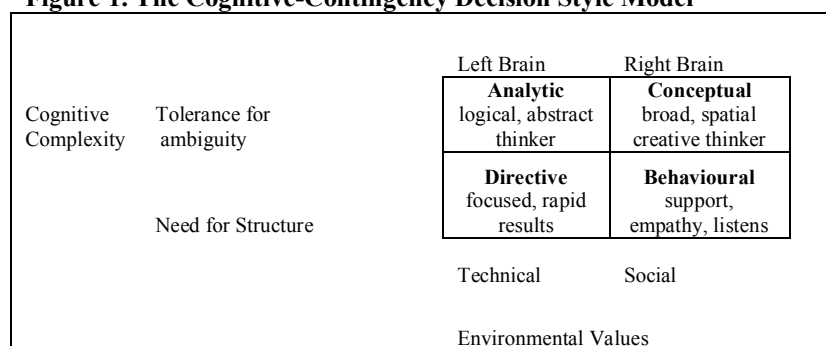 Figure 1: The Cognitive-Contingency Decision Style Model
Left Brain Right Brain
Analytic Conceptual
Cognitive Tolerance for logical, abstract broad, spatial
Complexity ambiguity thinker creative thinker
Directive Behavioural
focused, rapid support,
Need for Structure results empathy, listens
Technical Social
Environmental Values